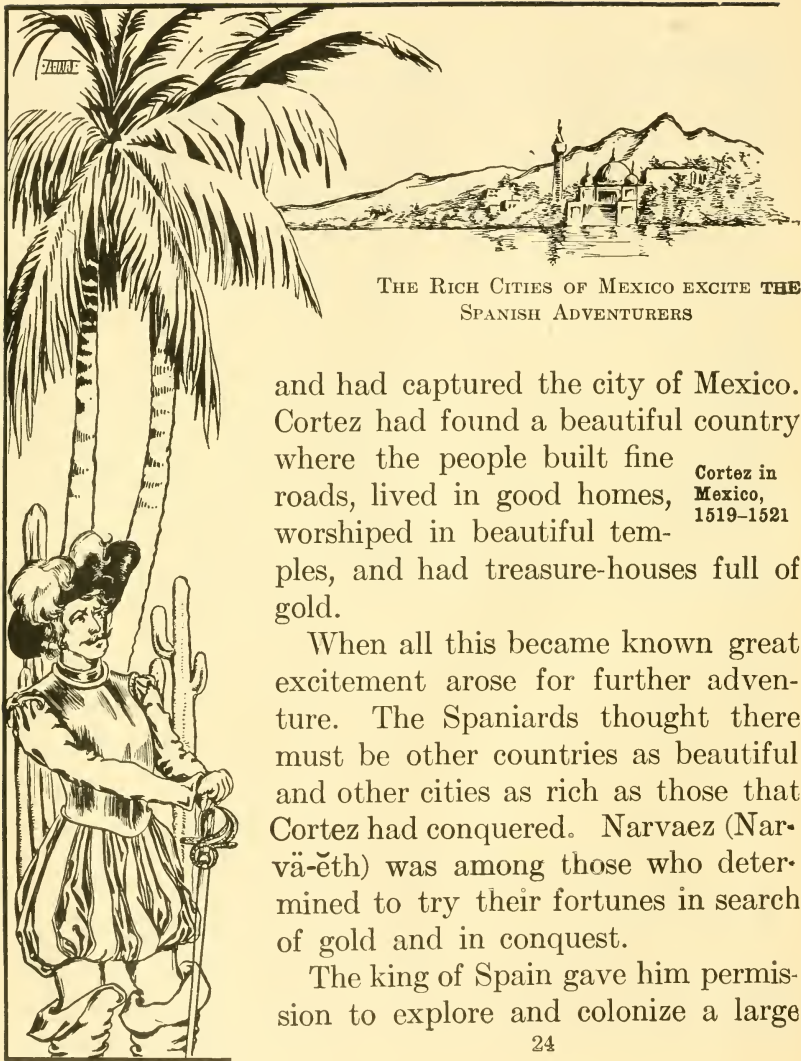 THE RICH CITIES OF MEXICO EXCITE THE
SPANISH ADVENTURERS
and had captured the city of Mexico.
Cortez had found a beautiful country
where the people built fine
roads, lived in good homes,
worshiped in beautiful tem-
ples, and had treasure-houses full of
gold.
Cortez in
Mexico,
1519–1521
When all this became known great
excitement arose for further adven-
ture. The Spaniards thought there
must be other countries as beautiful
and other cities as rich as those that
Cortez had conquered. Narvaez (Nar-
vä-ĕth) was among those who deter-
mined to try their fortunes in search
of gold and in conquest.
The king of Spain gave him permis-
sion to explore and colonize a large
24